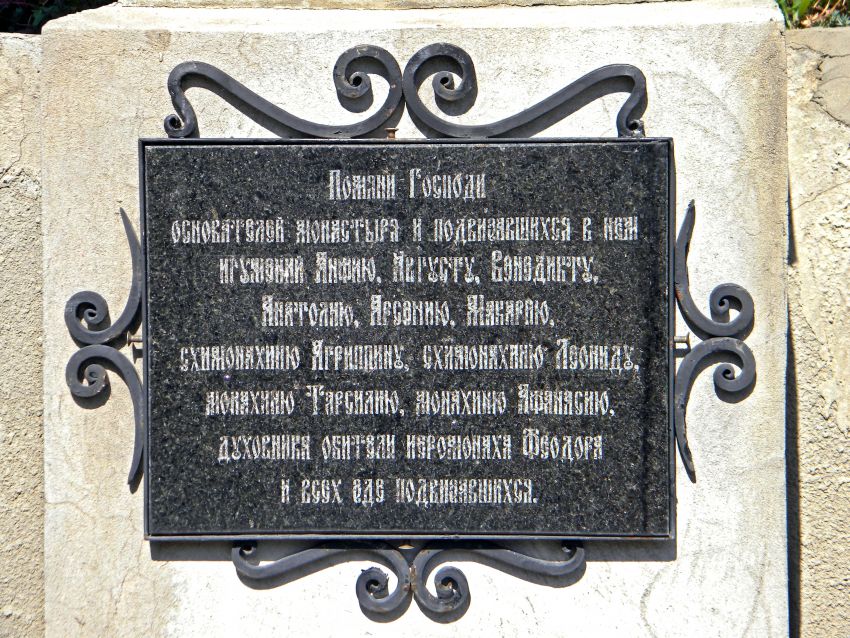 Помяни Господи
основателей монастыря и подвизавшихся в нем
игумений Анфию, Августу, Венедикту,
Анатолию, Арсению, Макарию,
схимонахиню Агриппину, схимонахиню Леониду,
монахиню Тарсилию, монахиню Афанасию,
духовника обители иеромонаха Феодора
и всех зде подвизавшихся.